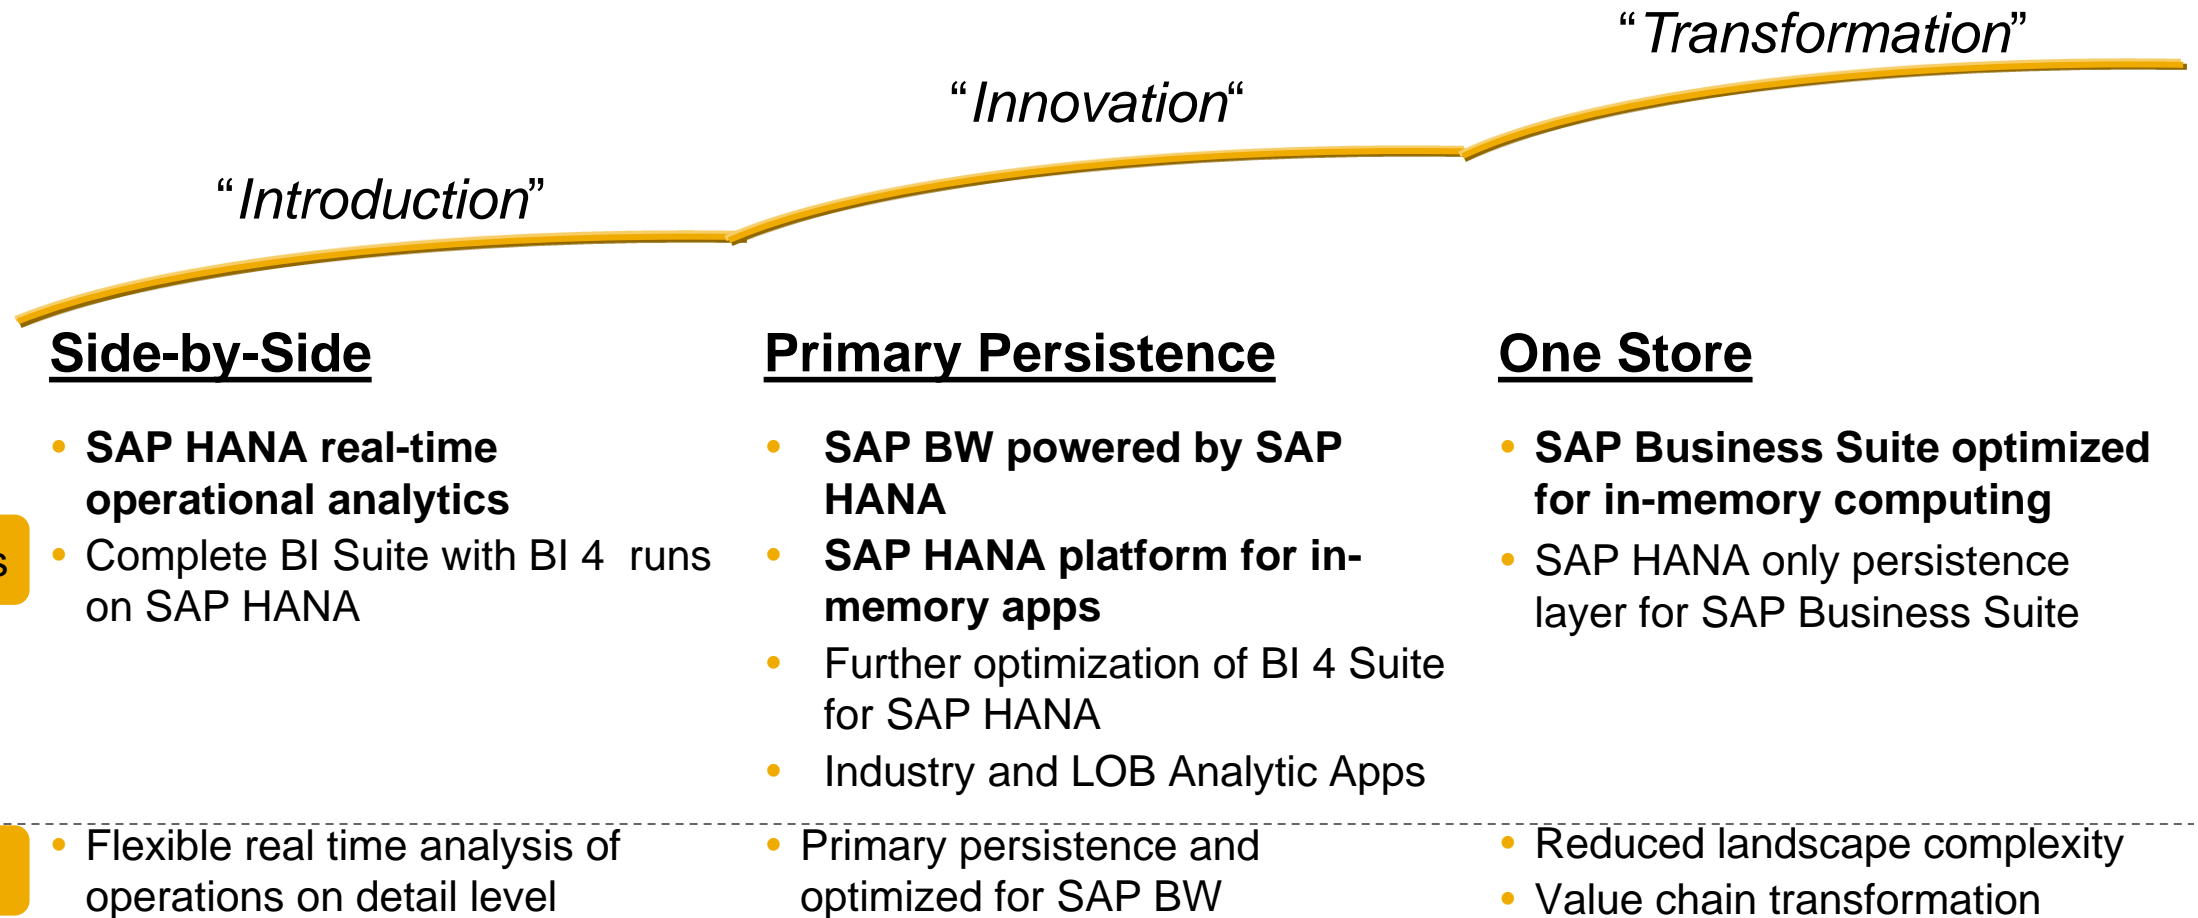 “Transformation”
“Innovation“
“Introduction”
Side-by-Side
• SAP HANA real-time
operational analytics
• Complete BI Suite with BI 4  runs
on SAP HANA
Primary Persistence
• SAP BW powered by SAP
HANA
• SAP HANA platform for in-
memory apps
• Further optimization of BI 4 Suite
for SAP HANA
• Industry and LOB Analytic Apps
One Store
• SAP Business Suite optimized
for in-memory computing
• SAP HANA only persistence
layer for SAP Business Suite
s
• Flexible real time analysis of
operations on detail level
• Primary persistence and
optimized for SAP BW
• Reduced landscape complexity
• Value chain transformation